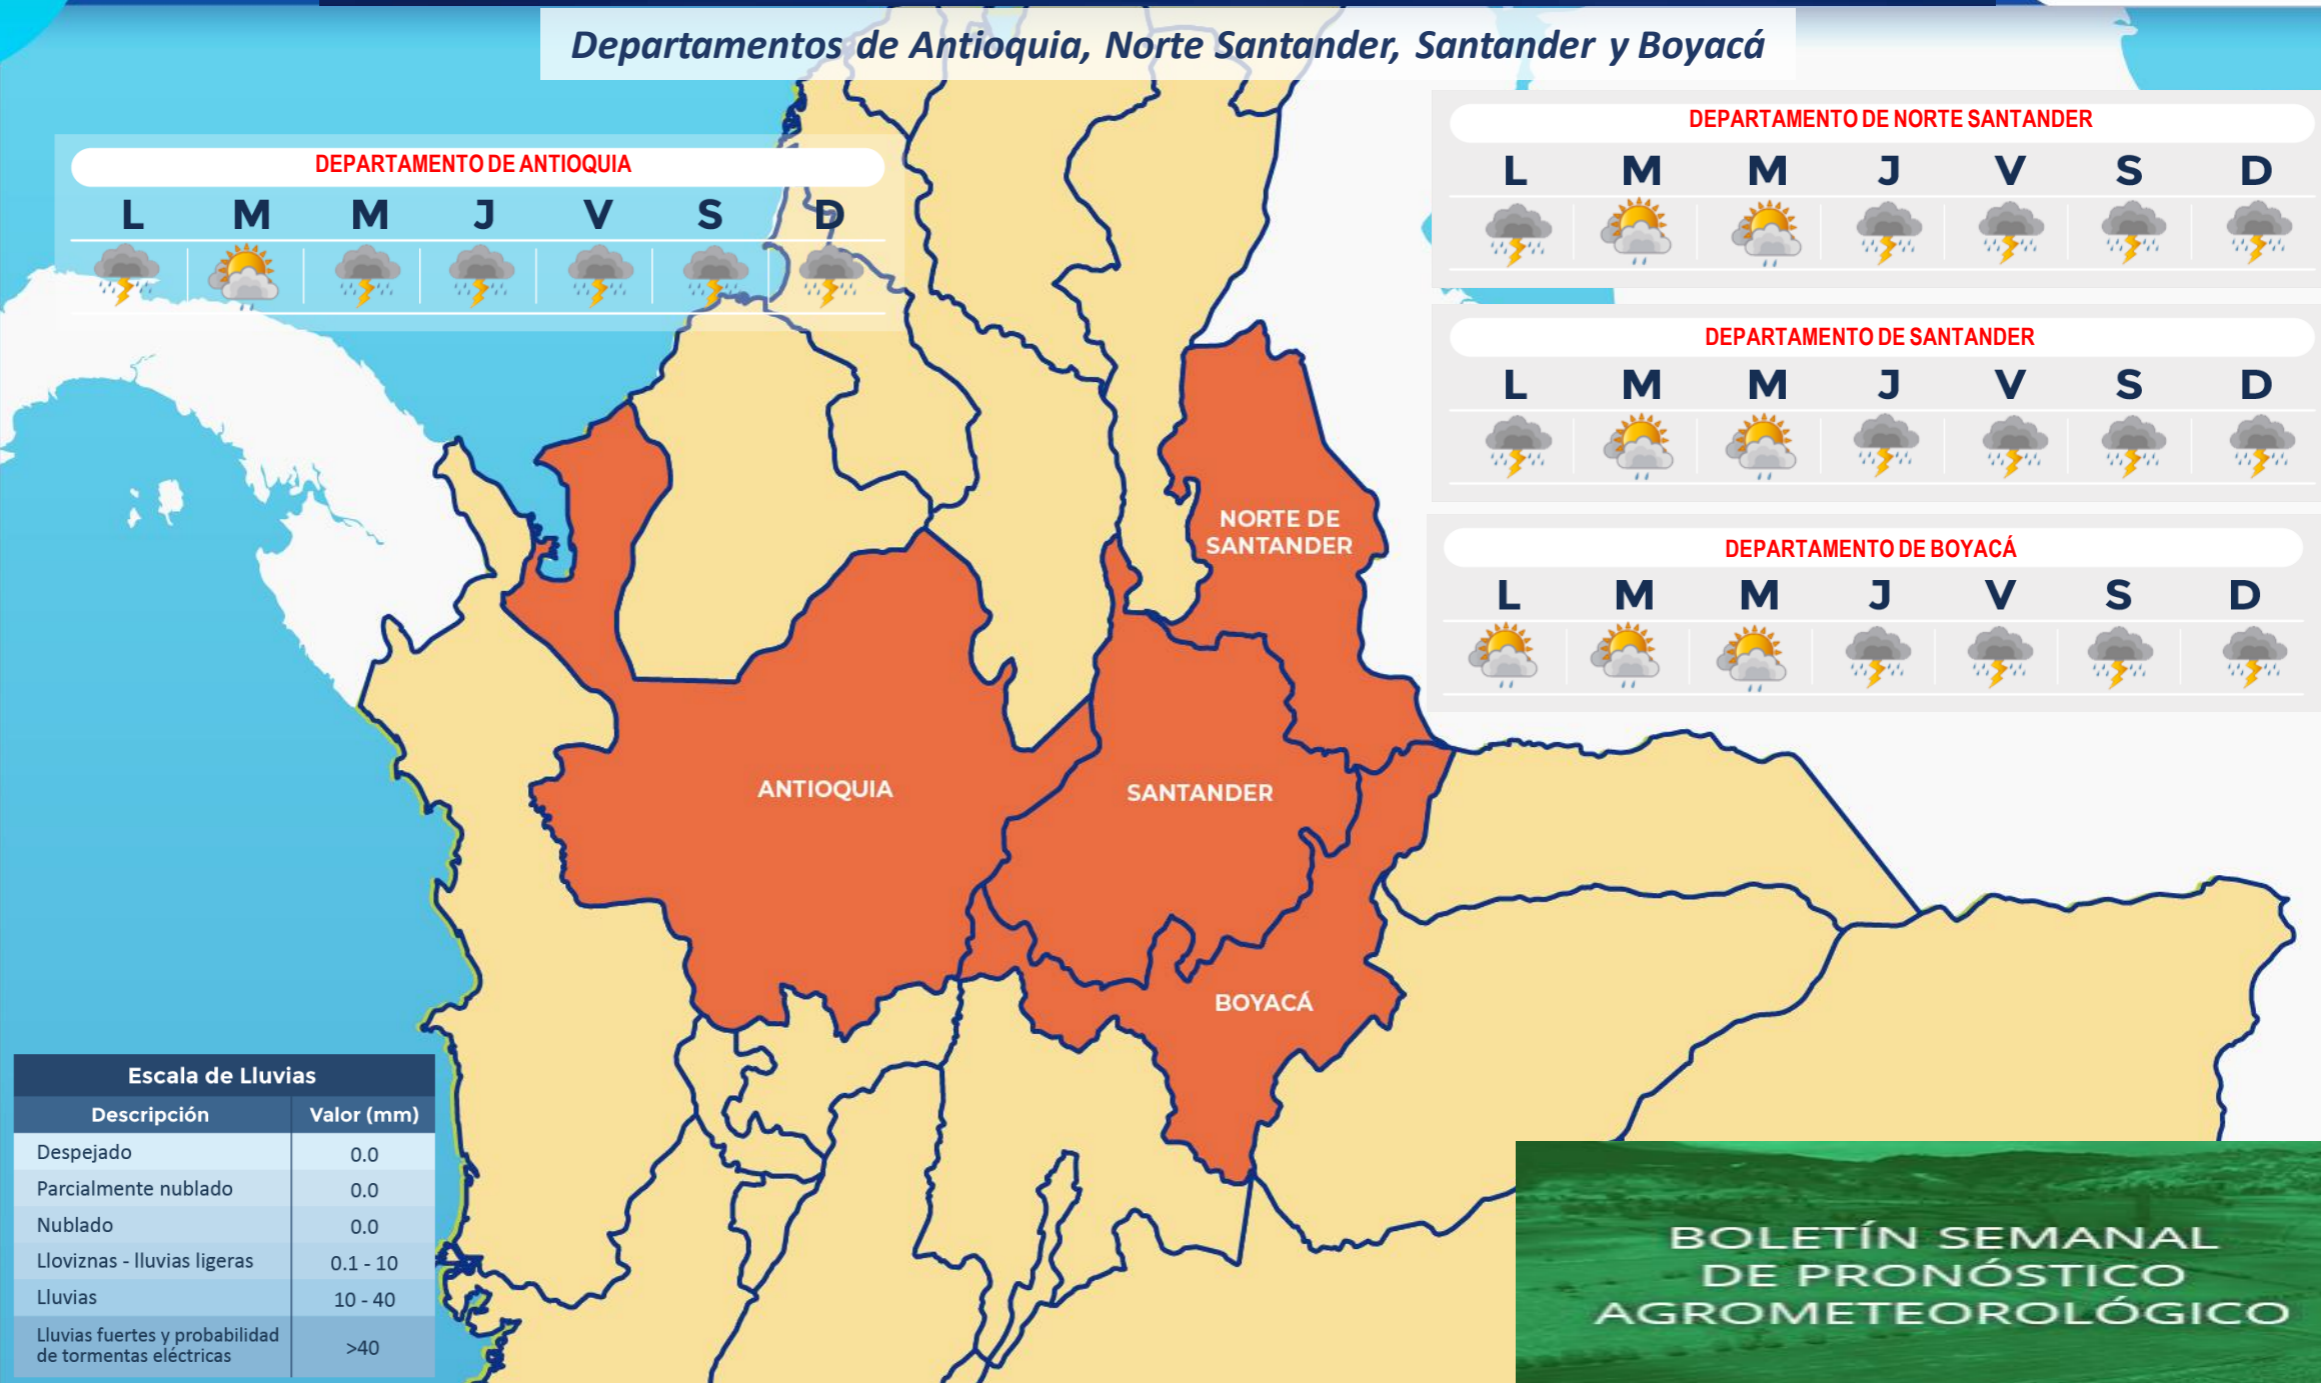 Departamentos de Antioquia, Norte Santander, Santander y Boyacá
DEPARTAMENTO DE ANTIOQUIA
L M M J V S D
DEPARTAMENTO DE NORTE SANTANDER
L M M J V S D
DEPARTAMENTO DE SANTANDER
L M M J V S D
DEPARTAMENTO DE BOYACÁ
L M M J V S D
NORTE DE
SANTANDER
ANTIOQUIA
SANTANDER
BOYACÁ
Escala de Lluvias
Descripción Valor (mm)
Despejado 0.0
Parcialmente nublado 0.0
Nublado 0.0
Lloviznas - lluvias ligeras 0.1 - 10
Lluvias 10 - 40
Lluvias fuertes y probabilidad
de tormentas eléctricas >40
BOLETÍN SEMANAL
DE PRONÓSTICO
AGROMETEOROLÓGICO